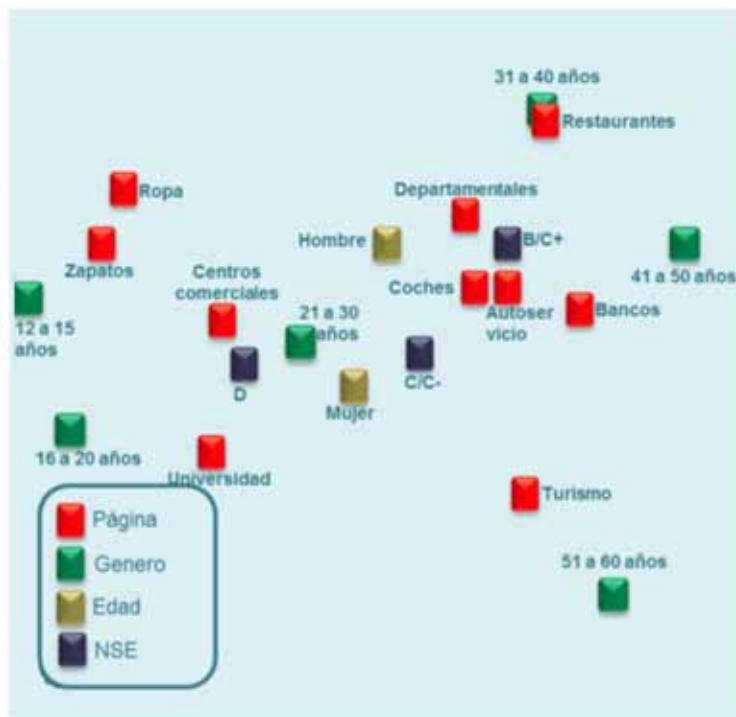 31 a 40 años
Restaurantes
Ropa
Departamentales
Hombre
B/C+
Zapatos
Centros
comerciales
41 a 50 años
Coches
Autoser
vicio
Bancos
12 a 15
años
21 a 30
años
D
C/C-
Mujer
16 a 20 años
Universidad
Turismo
51 a 60 años
Página
Genero
Edad
NSE